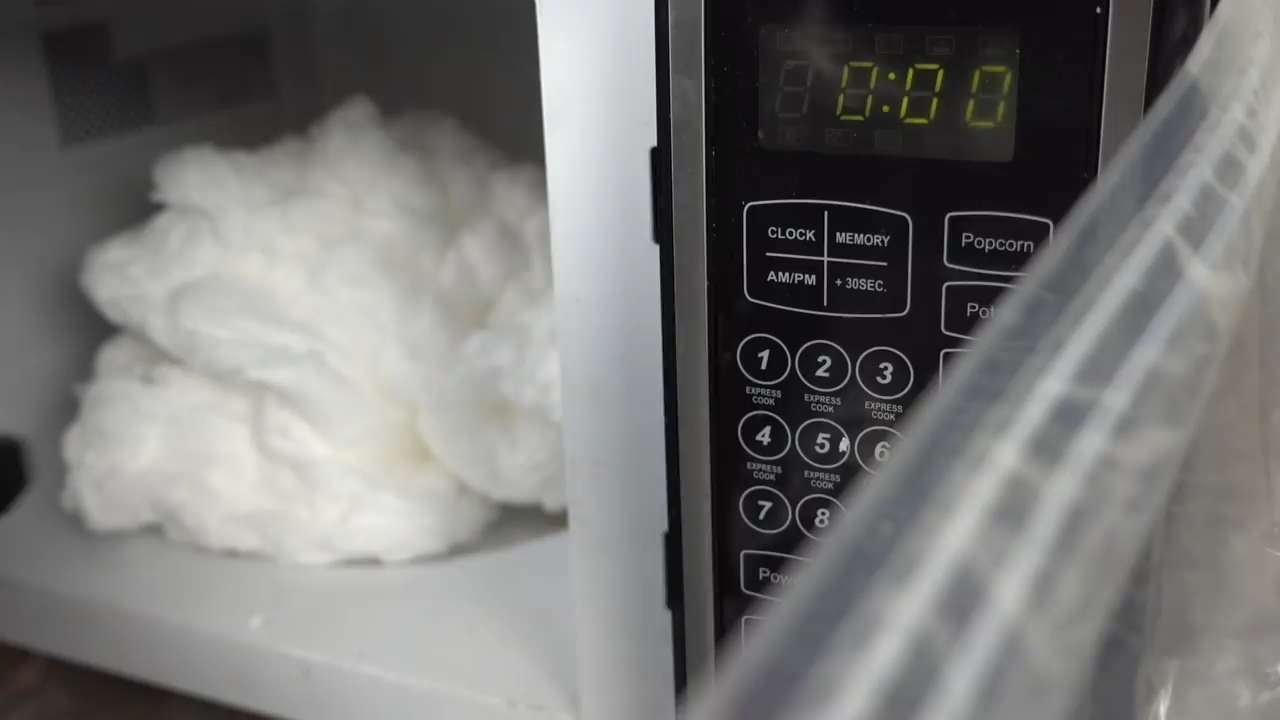 0:00
CLOCK MEMORY
AM/PM + 30SEC.
Popcorn
1 2 3
EXPRESS COOK EXPRESS COOK EXPRESS COOK
4 5 6
EXPRESS COOK EXPRESS COOK
7 8